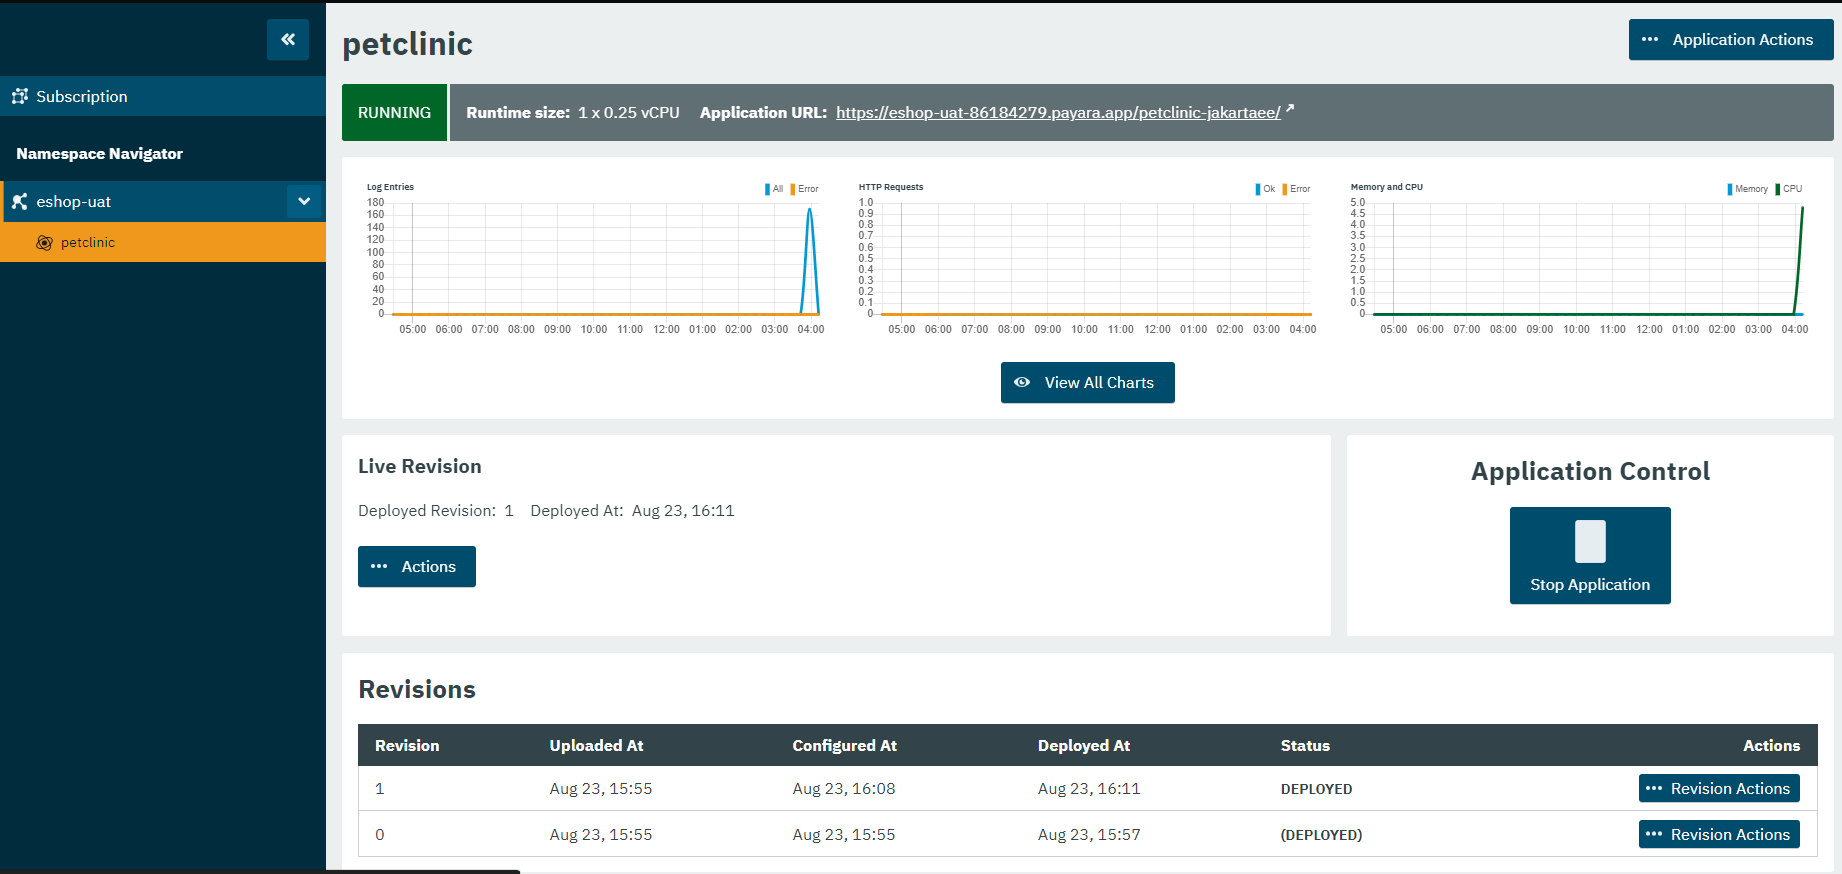 petclinic
Application Actions
Subscription
Namespace Navigator
eshop-uat
petclinic
RUNNING Runtime size: 1 x 0.25 vCPU Application URL: https://eshop-uat-86184279.payara.app/petclinic-jakartaee/
Log Entries All Error
180
160
140
120
100
80
60
40
20
0
05:00 06:00 07:00 08:00 09:00 10:00 11:00 12:00 01:00 02:00 03:00 04:00
HTTP Requests Ok Error
1.0
0.9
0.8
0.7
0.6
0.5
0.4
0.3
0.2
0.1
0
05:00 06:00 07:00 08:00 09:00 10:00 11:00 12:00 01:00 02:00 03:00 04:00
Memory and CPU Memory CPU
5.0
4.5
4.0
3.5
3.0
2.5
2.0
1.5
1.0
0.5
0
05:00 06:00 07:00 08:00 09:00 10:00 11:00 12:00 01:00 02:00 03:00 04:00
View All Charts
Live Revision
Deployed Revision: 1 Deployed At: Aug 23, 16:11
Actions
Application Control
Stop Application
Revisions
Revision Uploaded At Configured At Deployed At Status Actions
1 Aug 23, 15:55 Aug 23, 16:08 Aug 23, 16:11 DEPLOYED Revision Actions
0 Aug 23, 15:55 Aug 23, 15:55 Aug 23, 15:57 (DEPLOYED) Revision Actions